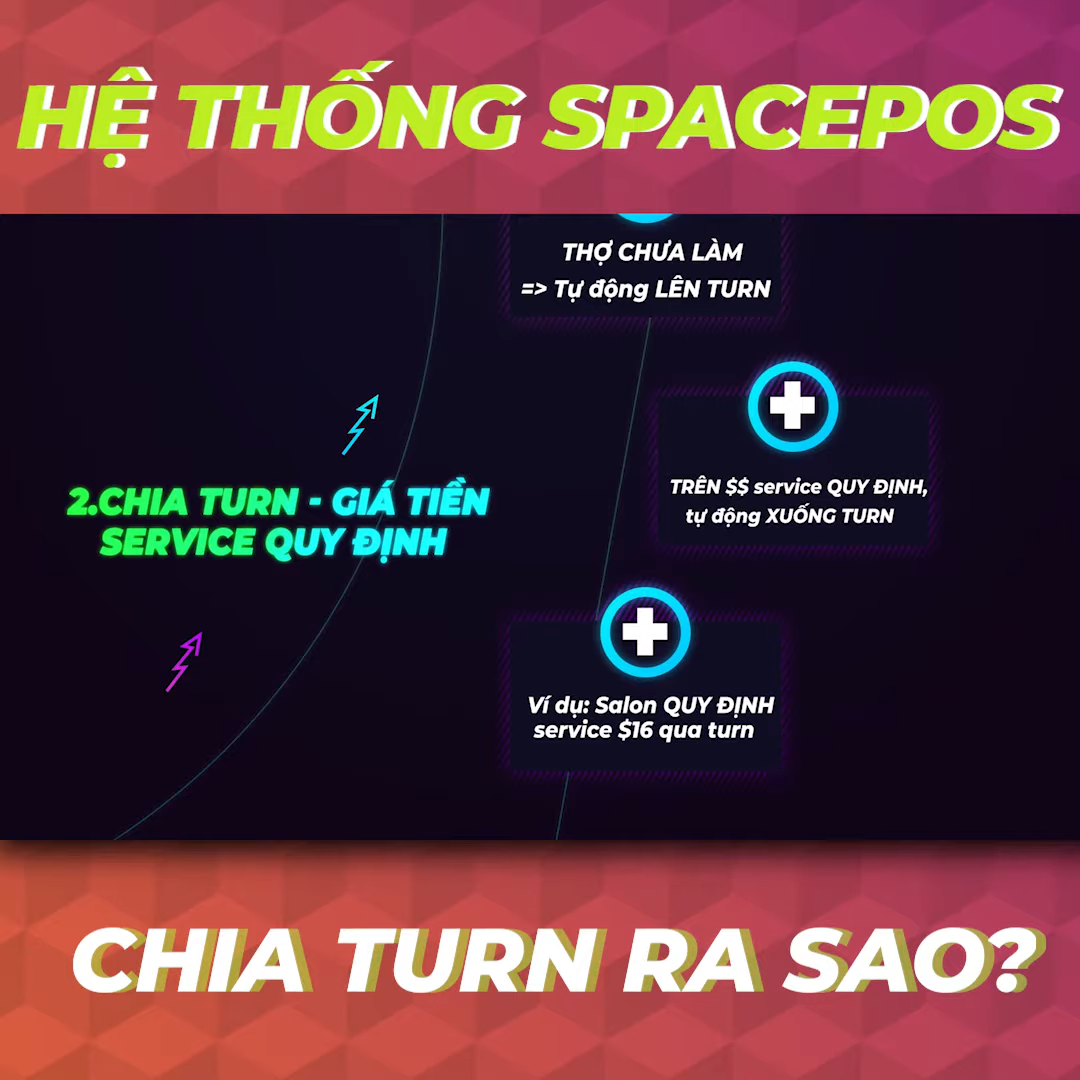 HỆ THỐNG SPACEPOS
THỢ CHƯA LÀM
=> Tự động LÊN TURN
TRÊN $$ service QUY ĐỊNH,
tự động XUỐNG TURN
2.CHIA TURN - GIÁ TIỀN
SERVICE QUY ĐỊNH
Ví dụ: Salon QUY ĐỊNH
service $16 qua turn
CHIA TURN RA SAO?